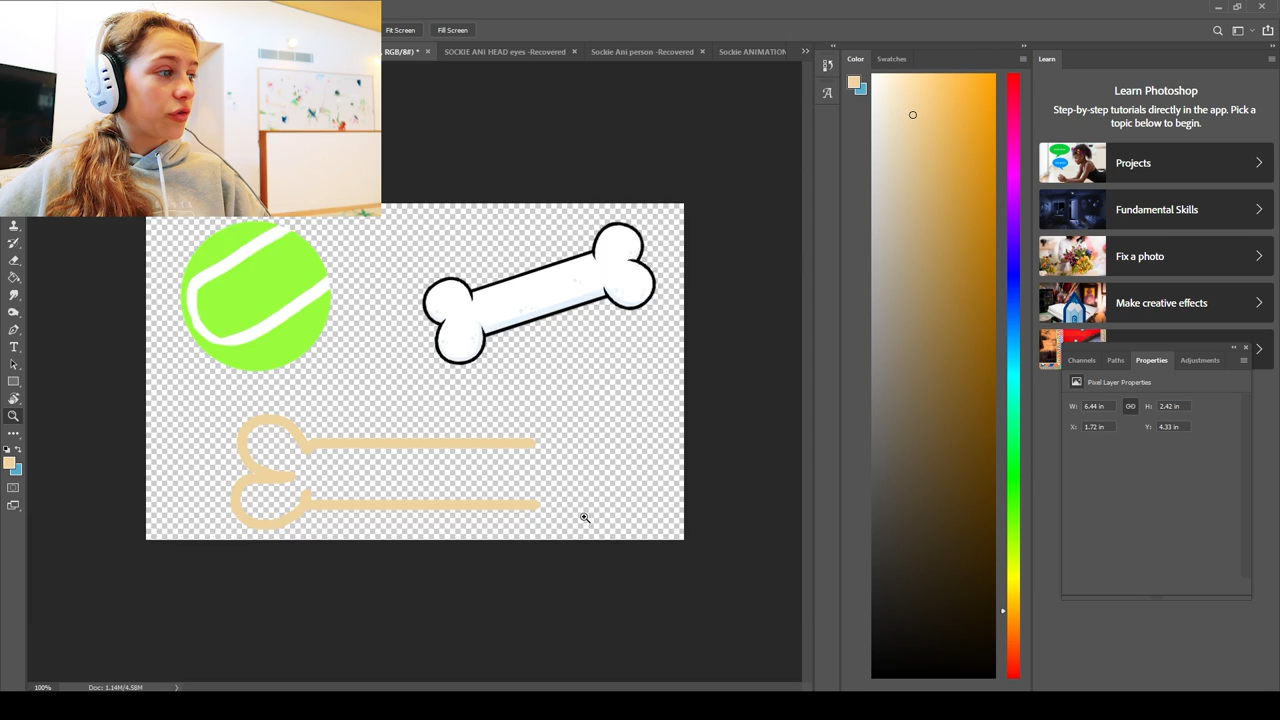 Fit Screen
Fill Screen
RGB/8#) *
SOCKIE ANI HEAD eyes -Recovered
Sockie Ani person -Recovered
Sockie ANIMATION
Color
Swatches
Learn
Learn Photoshop
Step-by-step tutorials directly in the app. Pick a
topic below to begin.
Projects
Fundamental Skills
Fix a photo
Make creative effects
Channels
Paths
Properties
Adjustments
Pixel Layer Properties
W: 6.44 in
H: 2.42 in
X: 1.72 in
Y: 4.33 in
100%
Doc: 1.14M/4.58M